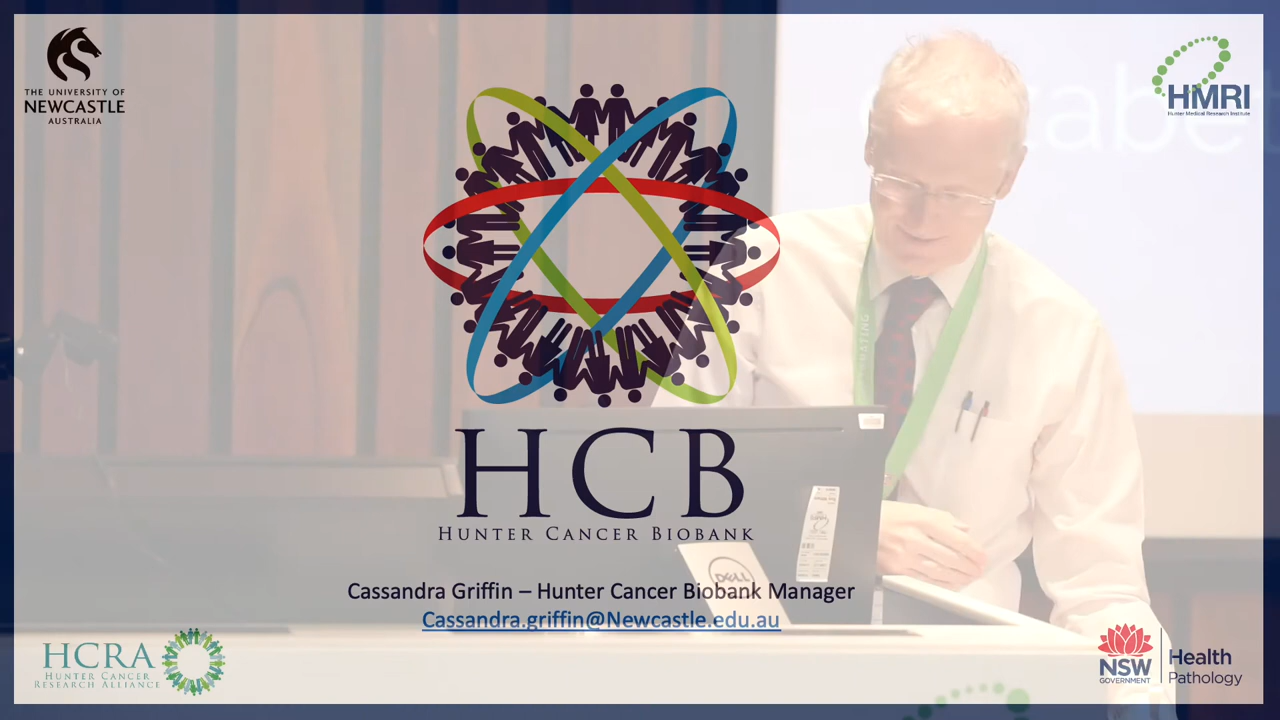 THE UNIVERSITY OF
NEWCASTLE
AUSTRALIA
HMRI
Hunter Medical Research Institute
HCB
HUNTER CANCER BIOBANK
DELL
Cassandra Griffin – Hunter Cancer Biobank Manager
Cassandra.griffin@Newcastle.edu.au
HCRA
HUNTER CANCER
RESEARCH ALLIANCE
NSW
GOVERNMENT
Health
Pathology